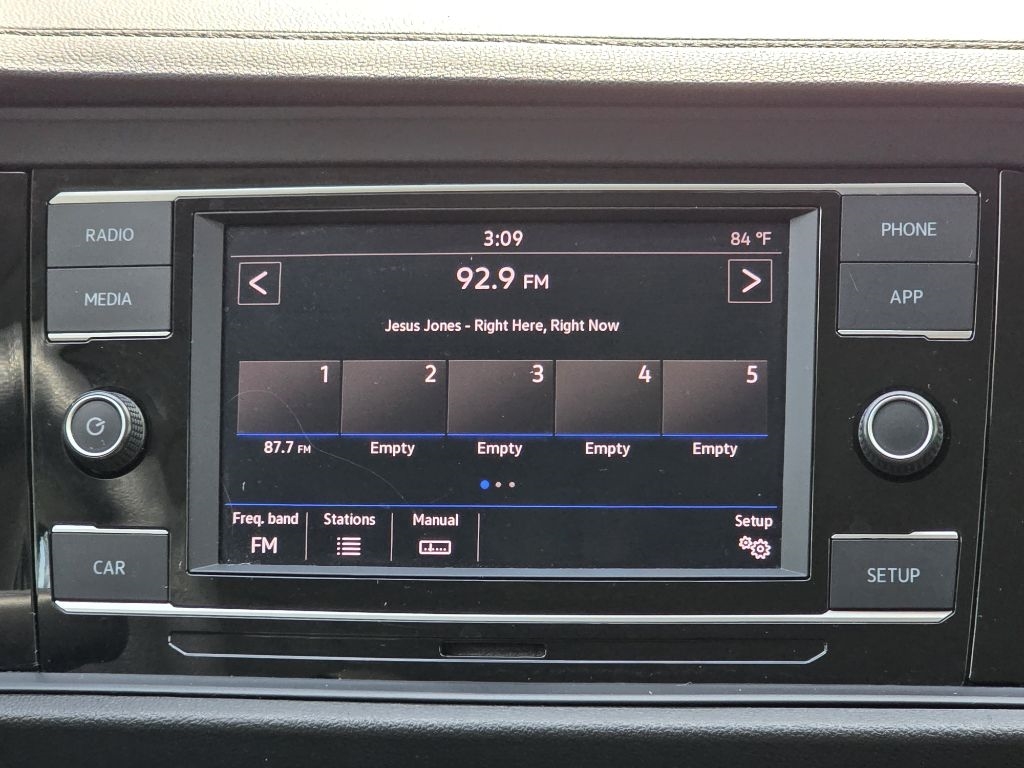 RADIO
MEDIA
CAR
3:09
84 °F
92.9 FM
Jesus Jones - Right Here, Right Now
1 2 3 4 5
87.7 FM Empty Empty Empty Empty
Freq. band Stations Manual Setup
FM
PHONE
APP
SETUP